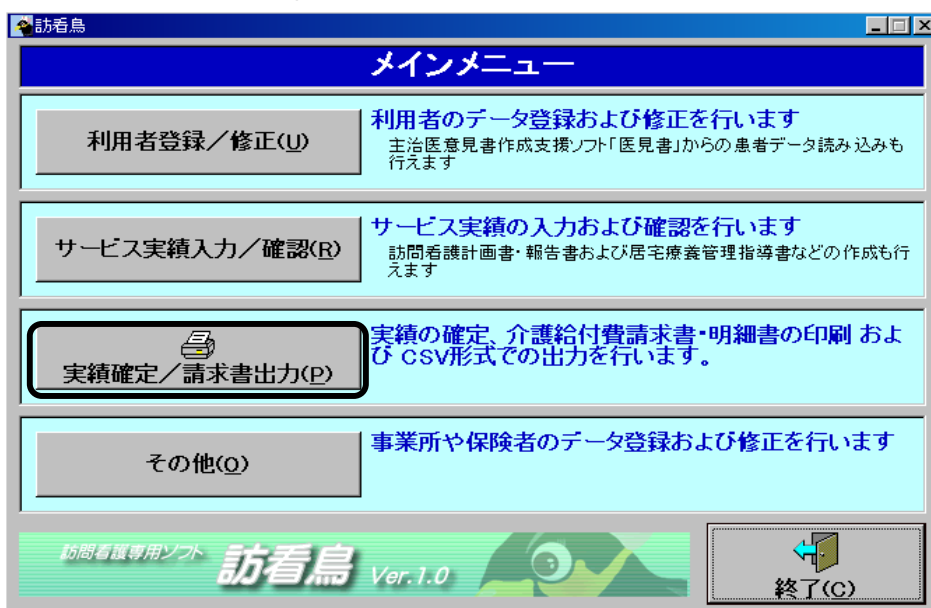 訪看鳥
メインメニュー
利用者登録／修正(U)
利用者のデータ登録および修正を行います
主治医意見書作成支援ソフト「医見書」からの患者データ読み込みも
行えます
サービス実績入力／確認(R)
サービス実績の入力および確認を行います
訪問看護計画書・報告書および居宅療養管理指導書などの作成も行
えます
実績確定／請求書出力(P)
実績の確定、介護給付費請求書・明細書の印刷 およ
び CSV形式での出力を行います。
その他(O)
事業所や保険者のデータ登録および修正を行います
訪問看護専用ソフト 訪看鳥 Ver.1.0
終了(C)